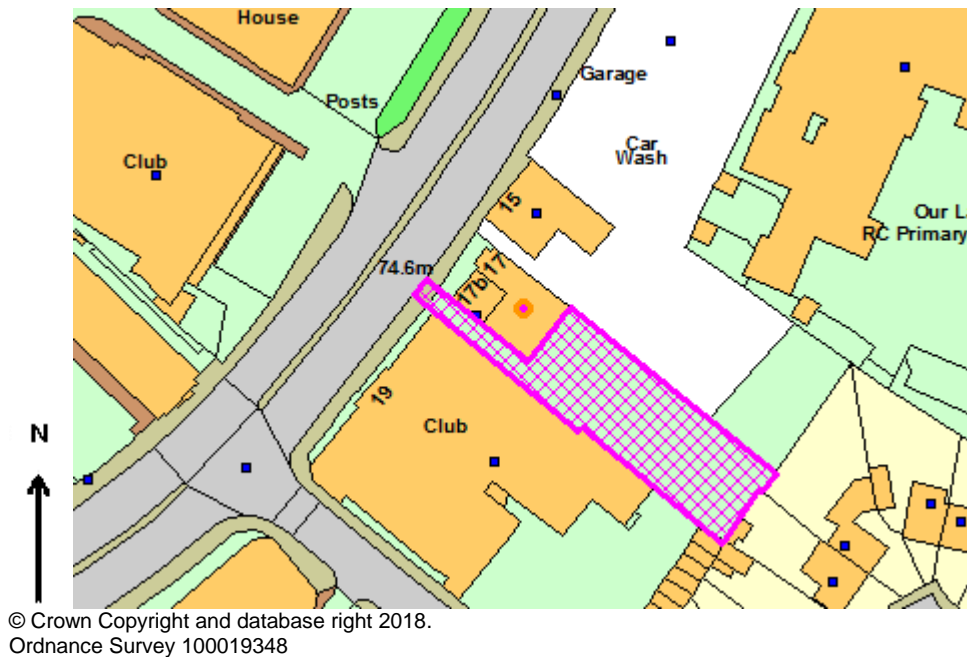 House
Garage
Posts
Car
Wash
Club
15
Our L
RC Primary
74.6m
17
17b
19
Club
N
© Crown Copyright and database right 2018.
Ordnance Survey 100019348